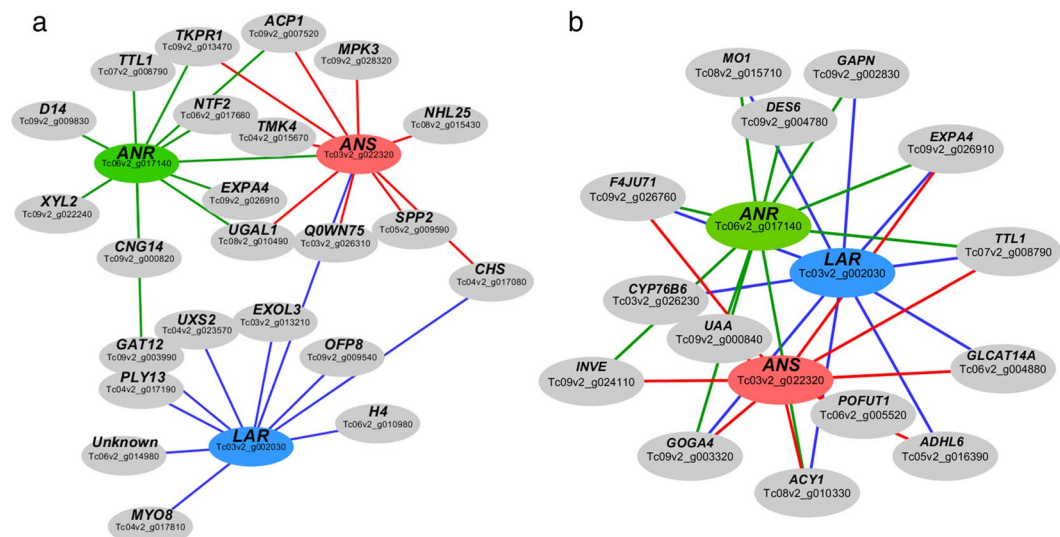 a
ACP1
Tc09v2_g007520
TKPR1
Tc09v2_g013470
MPK3
Tc09v2_g028320
TTL1
Tc07v2_g008790
D14
Tc09v2_g009830
NTF2
Tc06v2_g017680
NHL25
Tc08v2_g015430
TMK4
Tc04v2_g015670
ANR
Tc06v2_g017140
ANS
Tc03v2_g022320
XYL2
Tc09v2_g022240
EXPA4
Tc09v2_g026910
UGAL1
Tc08v2_g010490
Q0WN75
Tc03v2_g026310
SPP2
Tc05v2_g009590
CNG14
Tc09v2_g000820
CHS
Tc04v2_g017080
UXS2
Tc04v2_g023570
EXOL3
Tc03v2_g013210
GAT12
Tc09v2_g003990
OFP8
Tc09v2_g009540
PLY13
Tc04v2_g017190
H4
Tc06v2_g010980
LAR
Tc03v2_g002030
Unknown
Tc06v2_g014980
MYO8
Tc04v2_g017810
b
MO1
Tc08v2_g015710
GAPN
Tc09v2_g002830
DES6
Tc09v2_g004780
EXPA4
Tc09v2_g026910
F4JU71
Tc09v2_g026760
ANR
Tc06v2_g017140
TTL1
Tc07v2_g008790
LAR
Tc03v2_g002030
CYP76B6
Tc03v2_g026230
UAA
Tc09v2_g000840
INVE
Tc09v2_g024110
ANS
Tc03v2_g022320
GLCAT14A
Tc06v2_g004880
POFUT1
Tc06v2_g005520
GOGA4
Tc09v2_g003320
ADHL6
Tc05v2_g016390
ACY1
Tc08v2_g010330